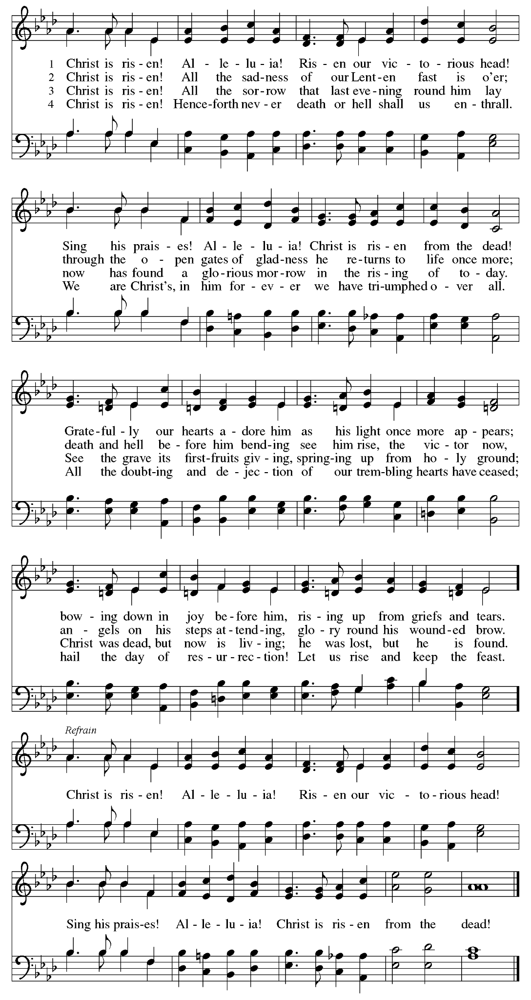 1 Christ is ris - en! Al - le - lu - ia! Ris - en our vic - to - rious head!
2 Christ is ris - en! All the sad - ness of our Lent - en fast is o'er;
3 Christ is ris - en! All the sor - row that last eve - ning round him lay
4 Christ is ris - en! Hence - forth nev - er death or hell shall us en - thrall.
Sing his prais - es! Al - le - lu - ia! Christ is ris - en from the dead!
through the o - pen gates of glad - ness he re - turns to life once more;
now has found a glo - rious mor - row in the ris - ing of to - day.
We are Christ's, in him for - ev - er we have tri - umphed o - ver all.
Grate - ful - ly our hearts a - dore him as his light once more ap - pears;
death and hell be - fore him bend - ing see him rise, the vic - tor now,
See the grave its first - fruits giv - ing, spring - ing up from ho - ly ground;
All the doubt - ing and de - jec - tion of our trem - bling hearts have ceased;
bow - ing down in joy be - fore him, ris - ing up from griefs and tears.
an - gels on his steps at - tend - ing, glo - ry round his wound - ed brow.
Christ was dead, but now is liv - ing; he was lost, but he is found.
hail the day of res - ur - rec - tion! Let us rise and keep the feast.
Refrain
Christ is ris - en! Al - le - lu - ia! Ris - en our vic - to - rious head!
Sing his prais - es! Al - le - lu - ia! Christ is ris - en from the dead!